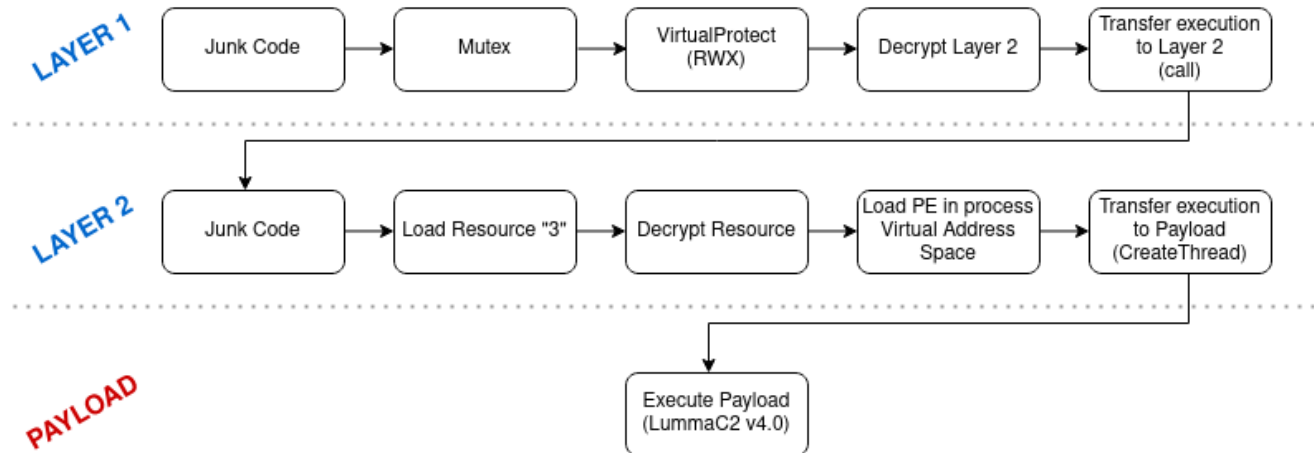 LAYER 1
Junk Code
Mutex
VirtualProtect
(RWX)
Decrypt Layer 2
Transfer execution
to Layer 2
(call)
LAYER 2
Junk Code
Load Resource "3"
Decrypt Resource
Load PE in process
Virtual Address
Space
Transfer execution
to Payload
(CreateThread)
PAYLOAD
Execute Payload
(LummaC2 v4.0)